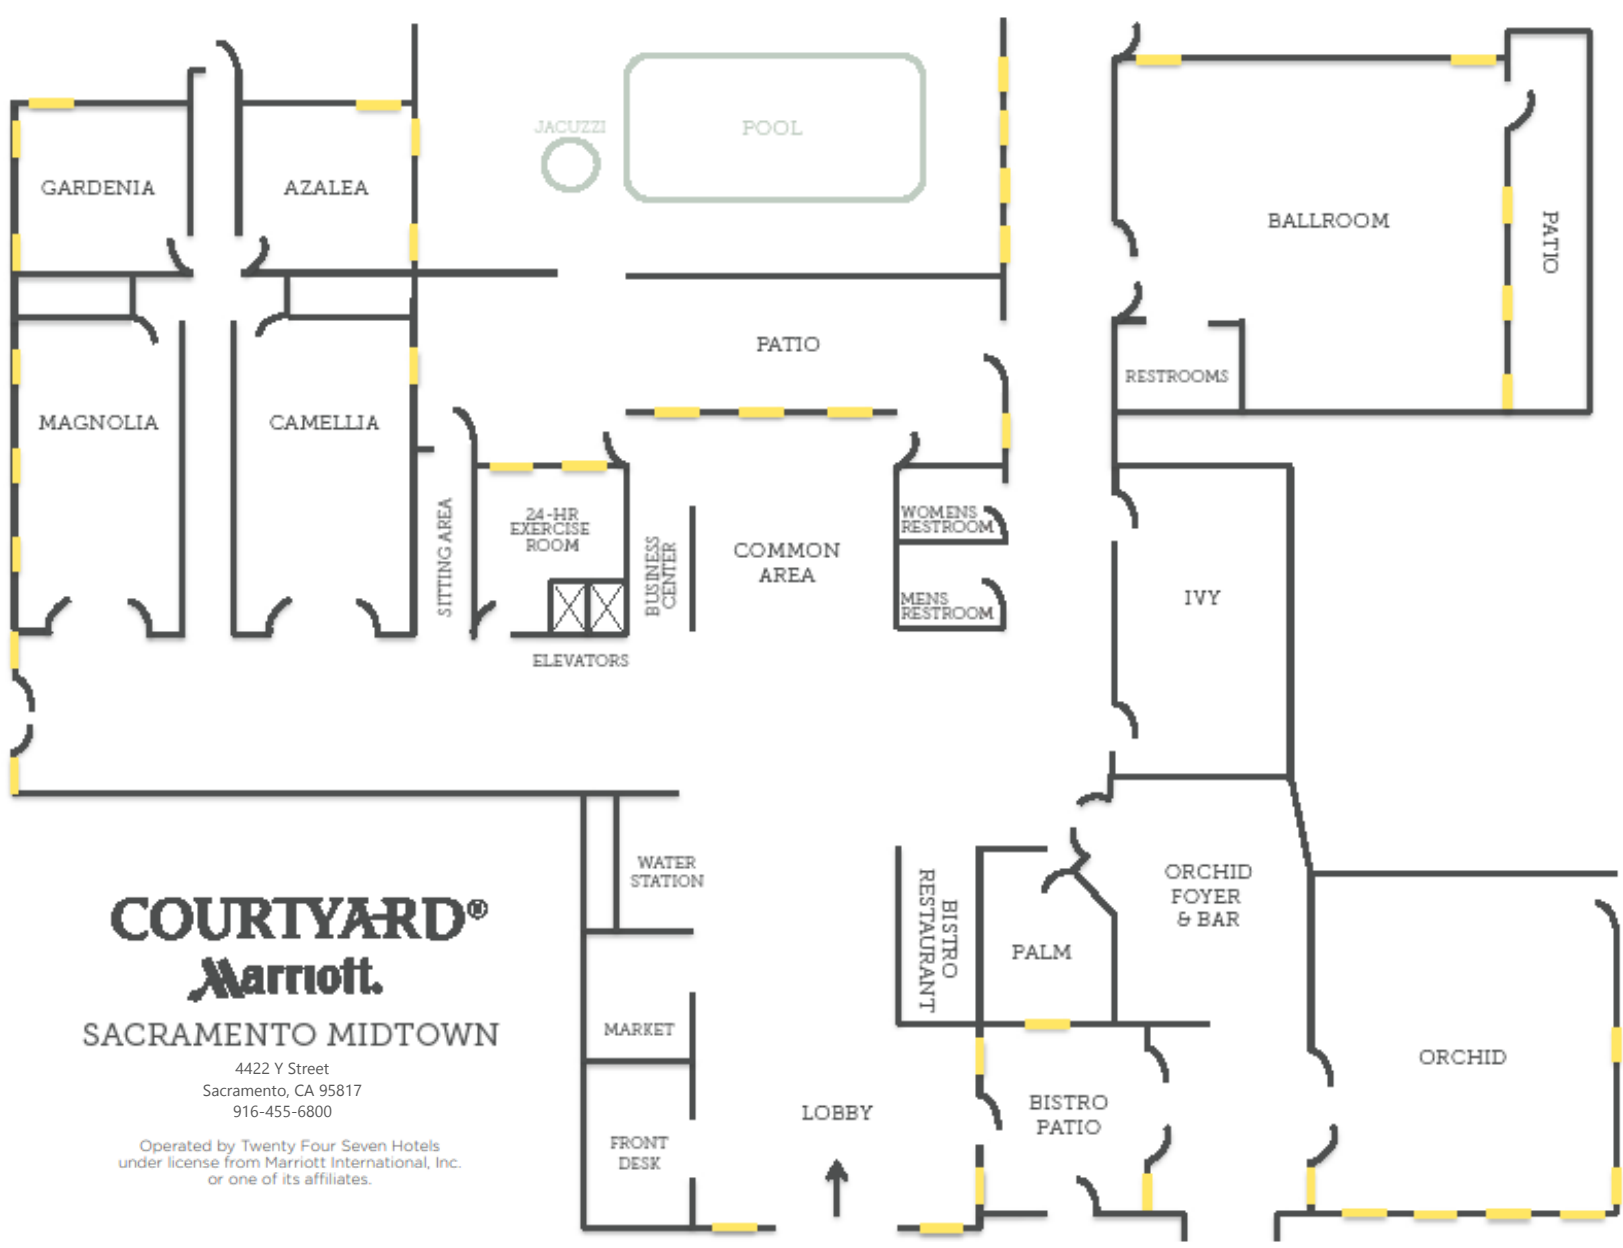 JACUZZI
POOL
GARDENIA
AZALEA
BALLROOM
PATIO
PATIO
RESTROOMS
MAGNOLIA
CAMELLIA
SITTING AREA
24-HR
EXERCISE
ROOM
BUSINESS
CENTER
COMMON
AREA
WOMENS
RESTROOM
MENS
RESTROOM
IVY
ELEVATORS
WATER
STATION
BISTRO
RESTAURANT
ORCHID
FOYER
& BAR
PALM
COURTYARD®
Marriott.
SACRAMENTO MIDTOWN
4422 Y Street
Sacramento, CA 95817
916-455-6800
Operated by Twenty Four Seven Hotels
under license from Marriott International, Inc.
or one of its affiliates.
MARKET
FRONT
DESK
LOBBY
BISTRO
PATIO
ORCHID